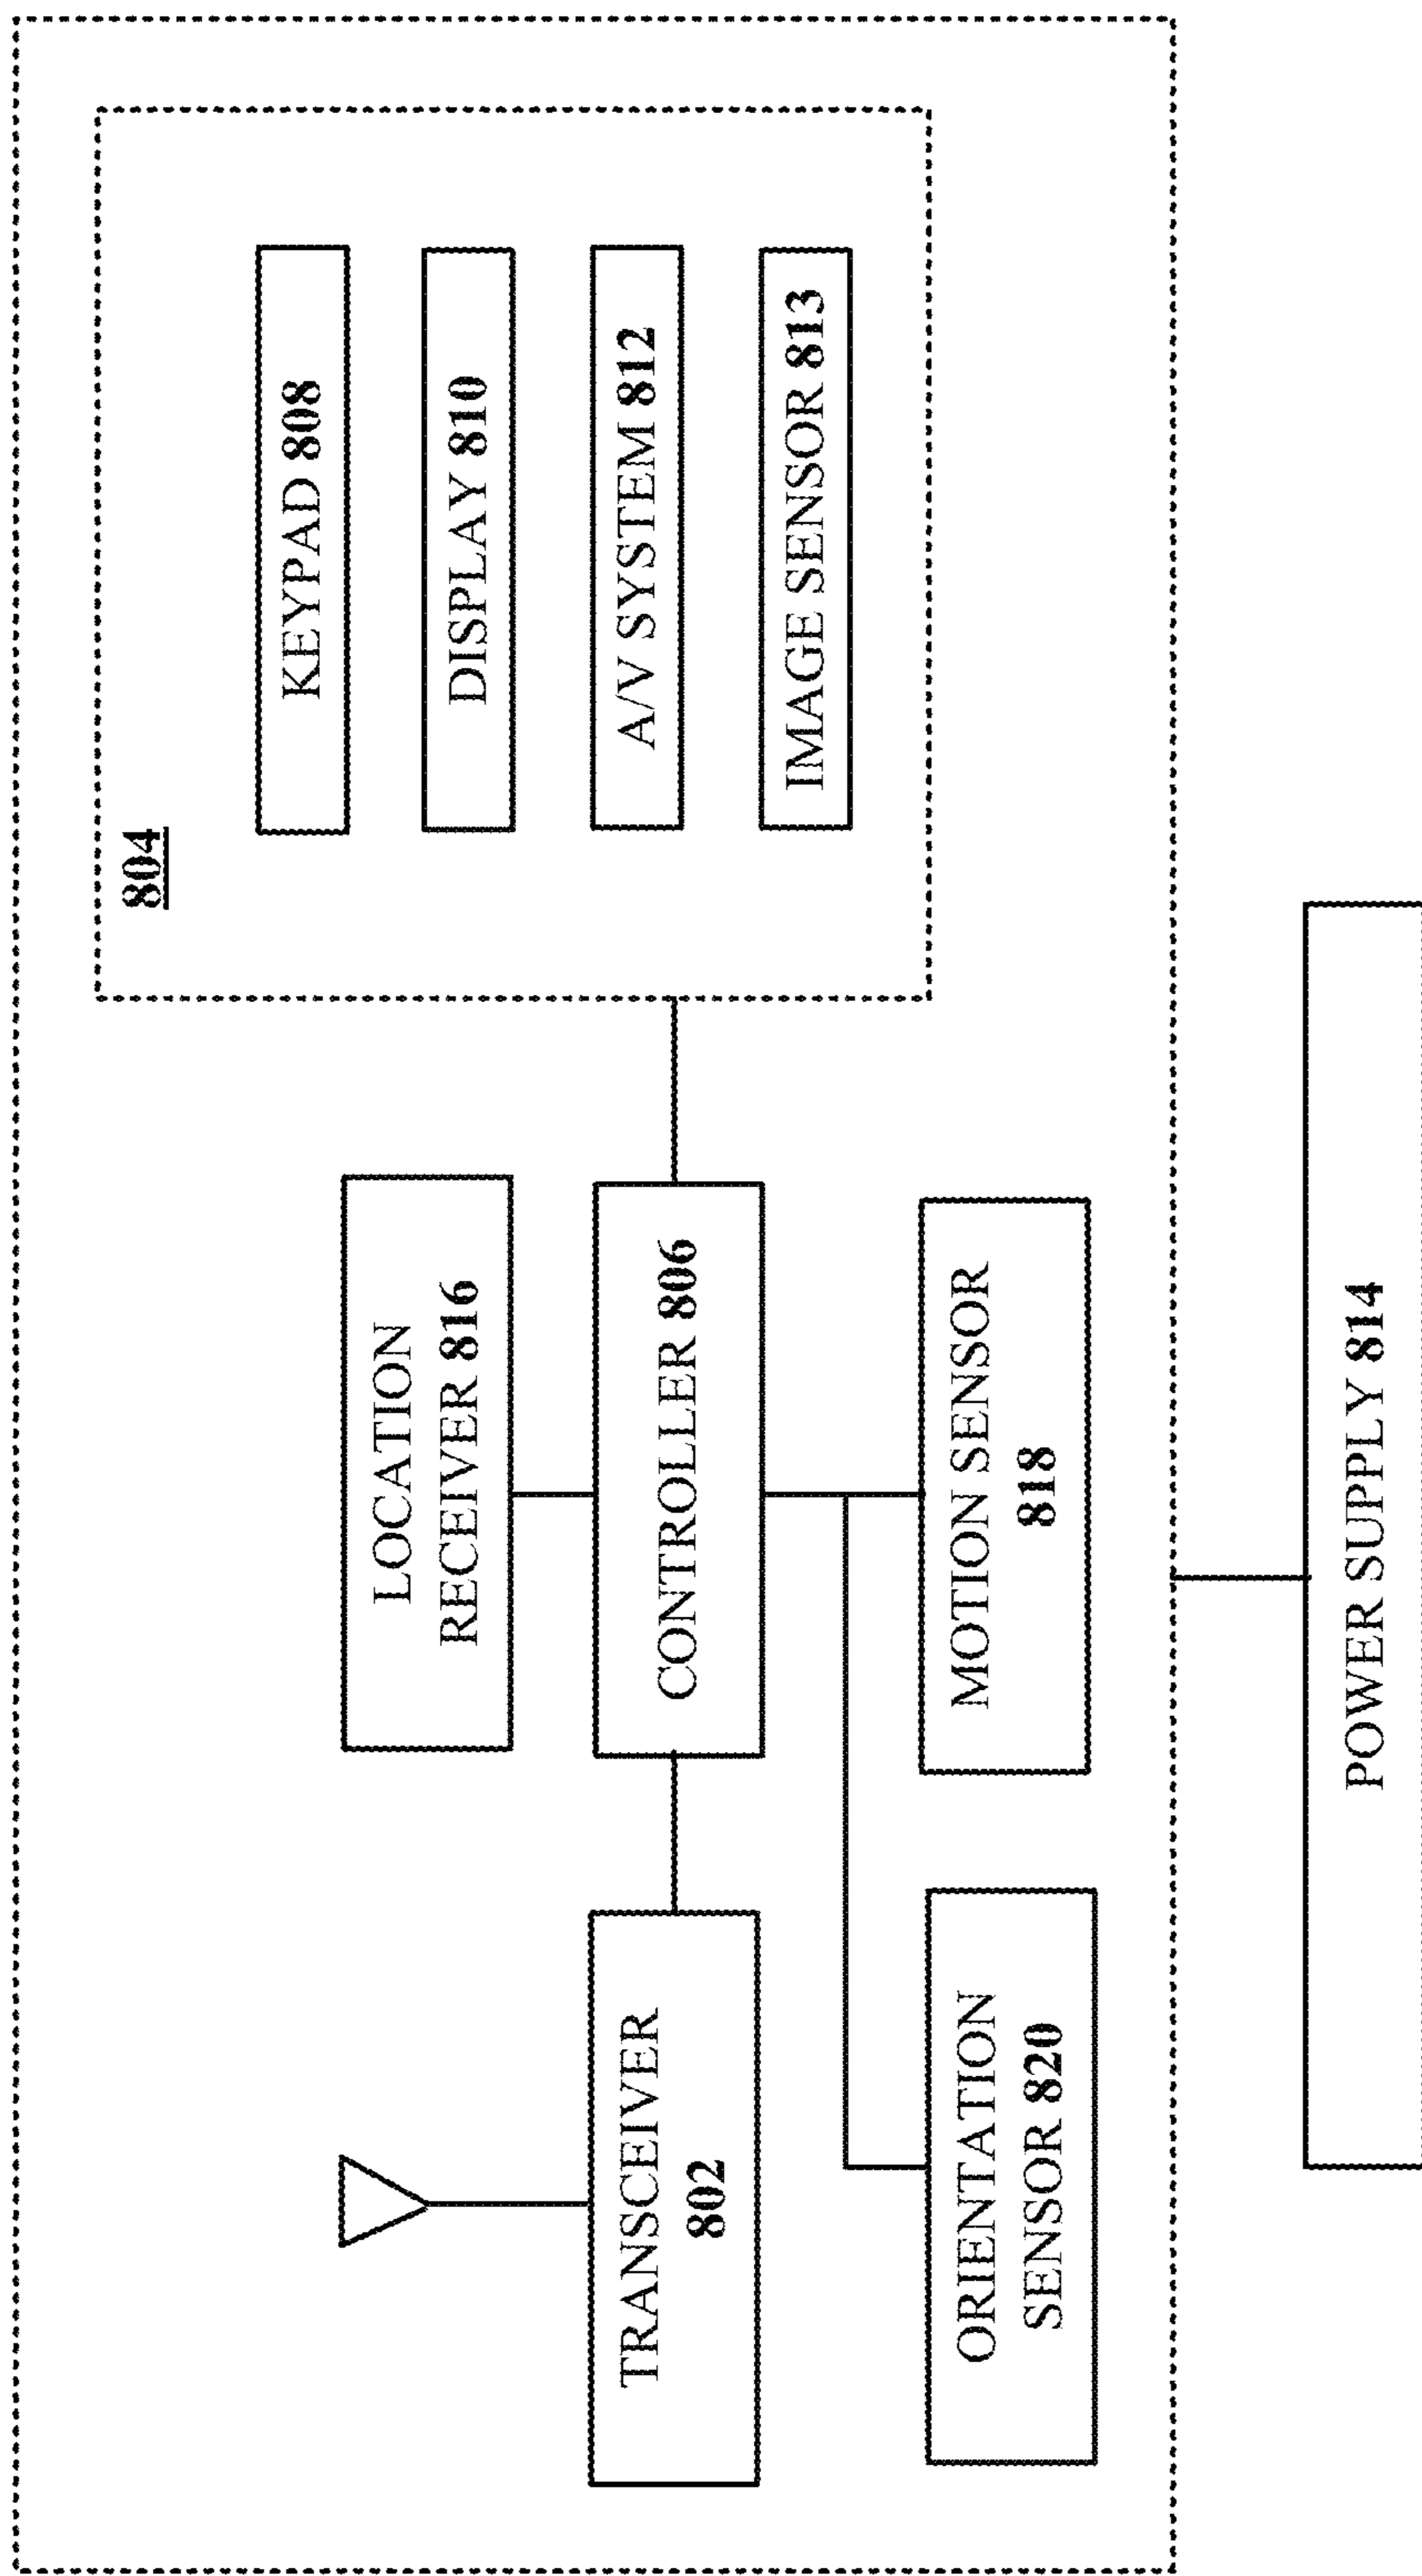 804
KEYPAD 808
DISPLAY 810
A/V SYSTEM 812
IMAGE SENSOR 813
LOCATION
RECEIVER 816
CONTROLLER 806
MOTION SENSOR
818
TRANSCEIVER
802
ORIENTATION
SENSOR 820
POWER SUPPLY 814